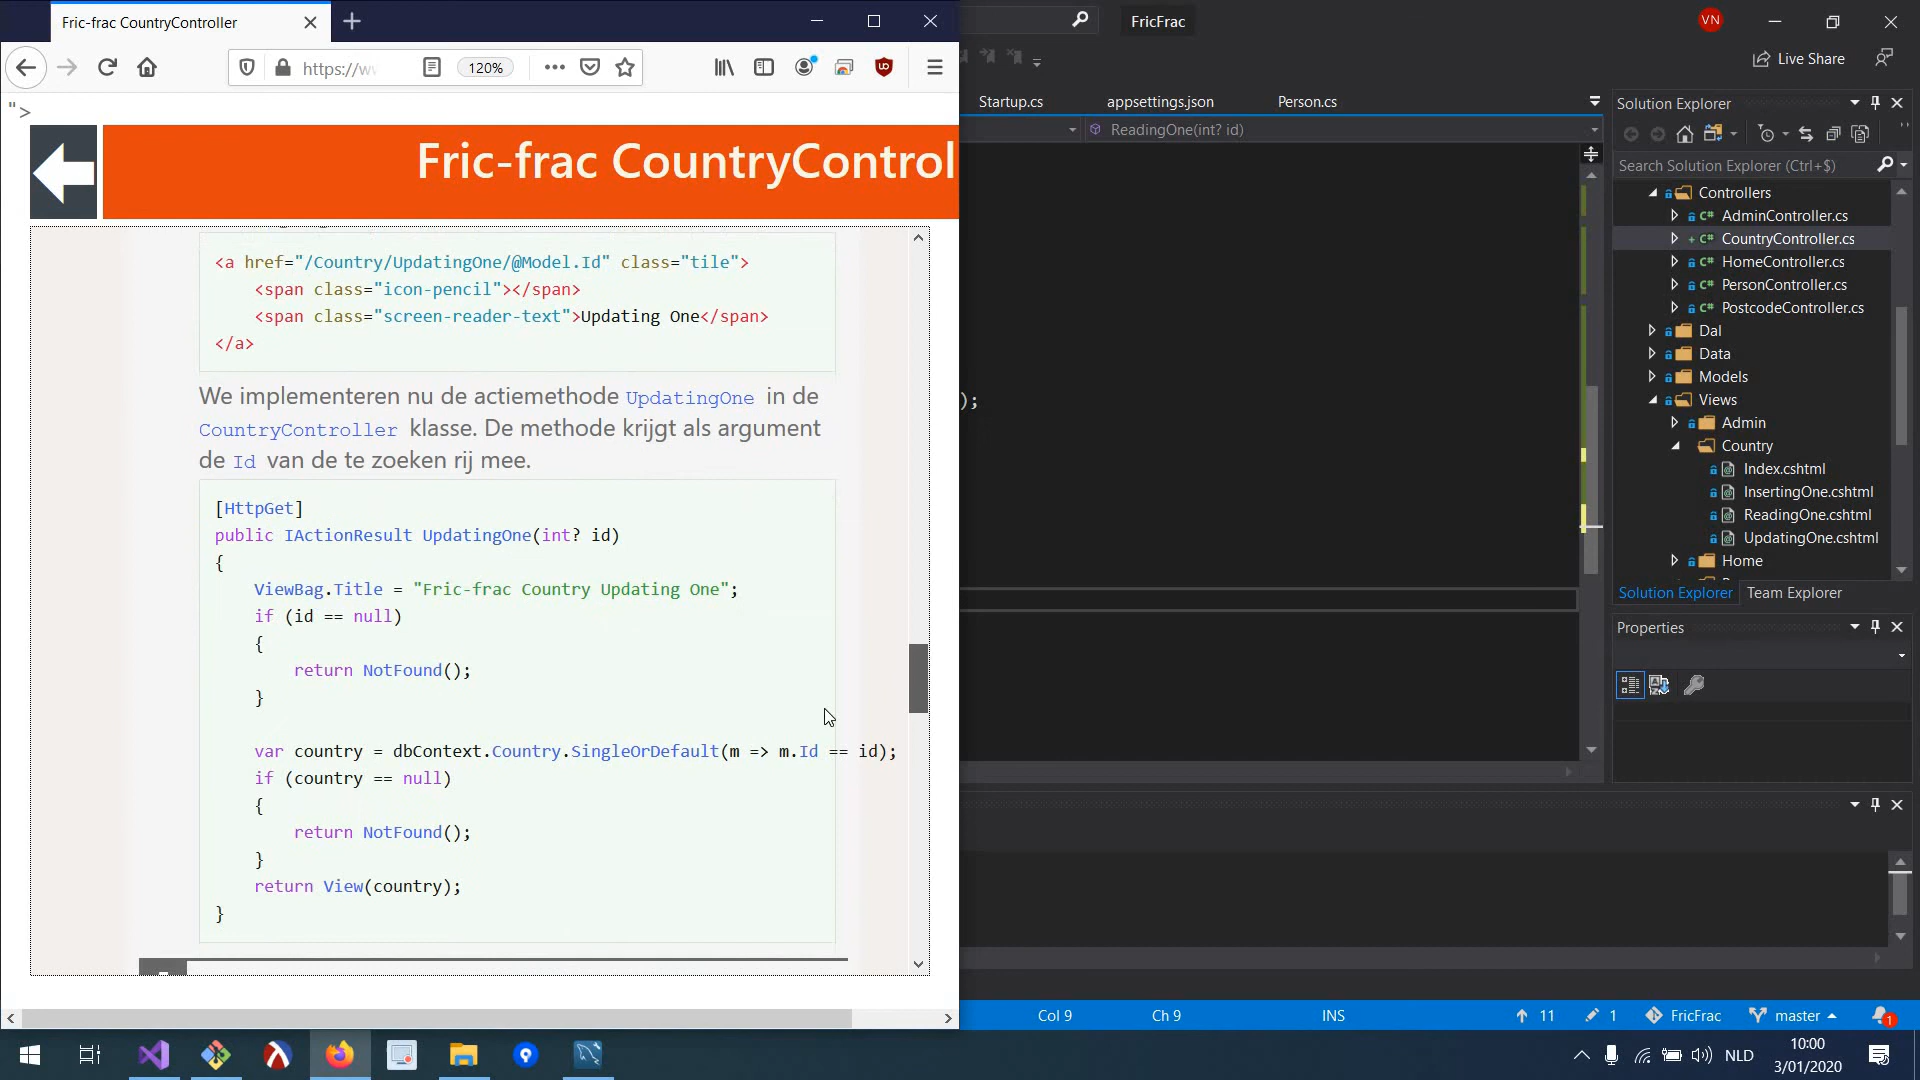 Fric-frac CountryController
FricFrac
VN
https://w
120%
Live Share
">
Startup.cs
appsettings.json
Person.cs
Solution Explorer
ReadingOne(int? id)
Fric-frac CountryControl
Search Solution Explorer (Ctrl+$)
Controllers
AdminController.cs
CountryController.cs
HomeController.cs
PersonController.cs
PostcodeController.cs
Dal
Data
Models
Views
Admin
Country
Index.cshtml
InsertingOne.cshtml
ReadingOne.cshtml
UpdatingOne.cshtml
Home
Solution Explorer
Team Explorer
Properties
<a href="/Country/UpdatingOne/@Model.Id" class="tile">
<span class="icon-pencil"></span>
<span class="screen-reader-text">Updating One</span>
</a>
We implementeren nu de actiemethode UpdatingOne in de
CountryController klasse. De methode krijgt als argument
de Id van de te zoeken rij mee.
[HttpGet]
public IActionResult UpdatingOne(int? id)
{
ViewBag.Title = "Fric-frac Country Updating One";
if (id == null)
{
return NotFound();
}
var country = dbContext.Country.SingleOrDefault(m => m.Id == id);
if (country == null)
{
return NotFound();
}
return View(country);
}
);
Col 9
Ch 9
INS
11
1
FricFrac
master
1
NLD
10:00
3/01/2020